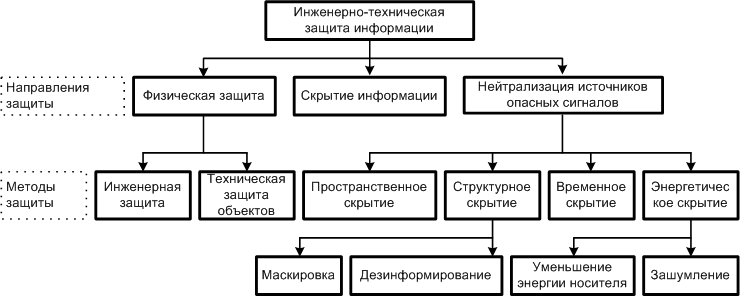 Инженерно-техническая
защита информации
Направления
защиты
Физическая защита
Скрытие информации
Нейтрализация источников
опасных сигналов
Методы
защиты
Инженерная
защита
Техническая
защита
объектов
Пространственное
скрытие
Структурное
скрытие
Временное
скрытие
Энергетичес
кое скрытие
Маскировка
Дезинформирование
Уменьшение
энергии носителя
Зашумление